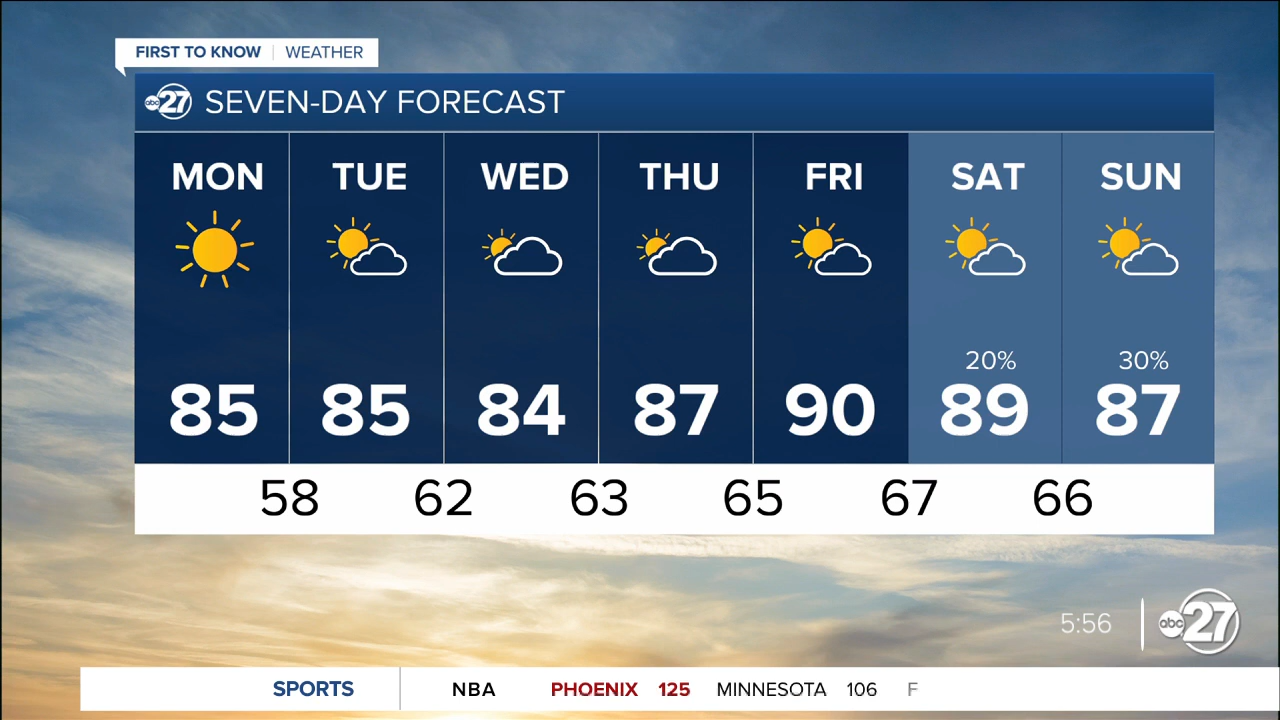 FIRST TO KNOW | WEATHER
abc 27 SEVEN-DAY FORECAST
MON TUE WED THU FRI SAT SUN
20% 30%
85 85 84 87 90 89 87
58 62 63 65 67 66
5:56 abc 27
SPORTS NBA PHOENIX 125 MINNESOTA 106 F